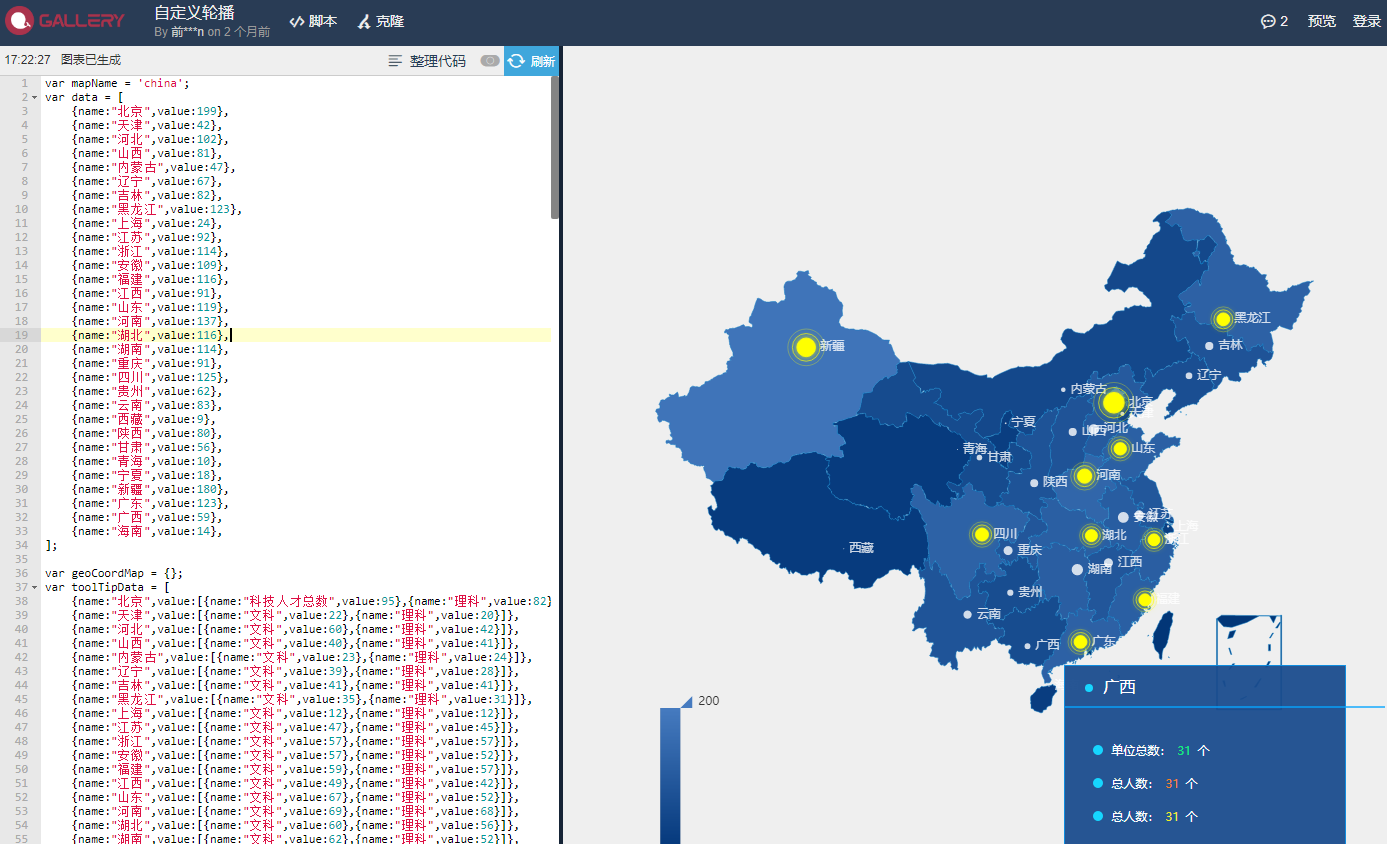 GALLERY
自定义轮播
By 前***n on 2 个月前
脚本
克隆
2
预览
登录
17:22:27 图表已生成
整理代码
刷新
1 var mapName = 'china';
2 var data = [
3 {name:"北京",value:199},
4 {name:"天津",value:42},
5 {name:"河北",value:102},
6 {name:"山西",value:81},
7 {name:"内蒙古",value:47},
8 {name:"辽宁",value:67},
9 {name:"吉林",value:82},
10 {name:"黑龙江",value:123},
11 {name:"上海",value:24},
12 {name:"江苏",value:92},
13 {name:"浙江",value:114},
14 {name:"安徽",value:109},
15 {name:"福建",value:116},
16 {name:"江西",value:91},
17 {name:"山东",value:119},
18 {name:"河南",value:137},
19 {name:"湖北",value:116},
20 {name:"湖南",value:114},
21 {name:"重庆",value:91},
22 {name:"四川",value:125},
23 {name:"贵州",value:62},
24 {name:"云南",value:83},
25 {name:"西藏",value:9},
26 {name:"陕西",value:80},
27 {name:"甘肃",value:56},
28 {name:"青海",value:10},
29 {name:"宁夏",value:18},
30 {name:"新疆",value:180},
31 {name:"广东",value:123},
32 {name:"广西",value:59},
33 {name:"海南",value:14},
34 ];
35
36 var geoCoordMap = {};
37 var toolTipData = [
38 {name:"北京",value:[{name:"科技人才总数",value:95},{name:"理科",value:82}
39 {name:"天津",value:[{name:"文科",value:22},{name:"理科",value:20}]},
40 {name:"河北",value:[{name:"文科",value:60},{name:"理科",value:42}]},
41 {name:"山西",value:[{name:"文科",value:40},{name:"理科",value:41}]},
42 {name:"内蒙古",value:[{name:"文科",value:23},{name:"理科",value:24}]},
43 {name:"辽宁",value:[{name:"文科",value:39},{name:"理科",value:28}]},
44 {name:"吉林",value:[{name:"文科",value:41},{name:"理科",value:41}]},
45 {name:"黑龙江",value:[{name:"文科",value:35},{name:"理科",value:31}]},
46 {name:"上海",value:[{name:"文科",value:12},{name:"理科",value:12}]},
47 {name:"江苏",value:[{name:"文科",value:47},{name:"理科",value:45}]},
48 {name:"浙江",value:[{name:"文科",value:57},{name:"理科",value:57}]},
49 {name:"安徽",value:[{name:"文科",value:57},{name:"理科",value:52}]},
50 {name:"福建",value:[{name:"文科",value:59},{name:"理科",value:57}]},
51 {name:"江西",value:[{name:"文科",value:49},{name:"理科",value:42}]},
52 {name:"山东",value:[{name:"文科",value:67},{name:"理科",value:52}]},
53 {name:"河南",value:[{name:"文科",value:69},{name:"理科",value:68}]},
54 {name:"湖北",value:[{name:"文科",value:60},{name:"理科",value:56}]},
55 {name:"湖南",value:[{name:"文科",value:62},{name:"理科",value:52}]},
黑龙江
吉林
新疆
辽宁
内蒙古
北京
宁夏
山西
河北
青海
山东
甘肃
河南
陕西
安徽
江苏
上海
四川
湖北
西藏
重庆
江西
湖南
贵州
福建
云南
广西
广东
200
广西
单位总数: 31 个
总人数: 31 个
总人数: 31 个